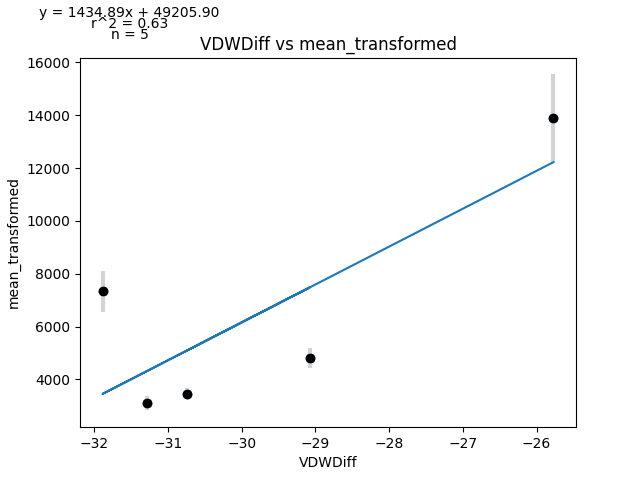 y = 1434.89x + 49205.90
r^2 = 0.63
n = 5
VDWDiff vs mean_transformed
16000
14000
12000
10000
8000
6000
4000
mean_transformed
−32
−31
−30
−29
−28
−27
−26
VDWDiff